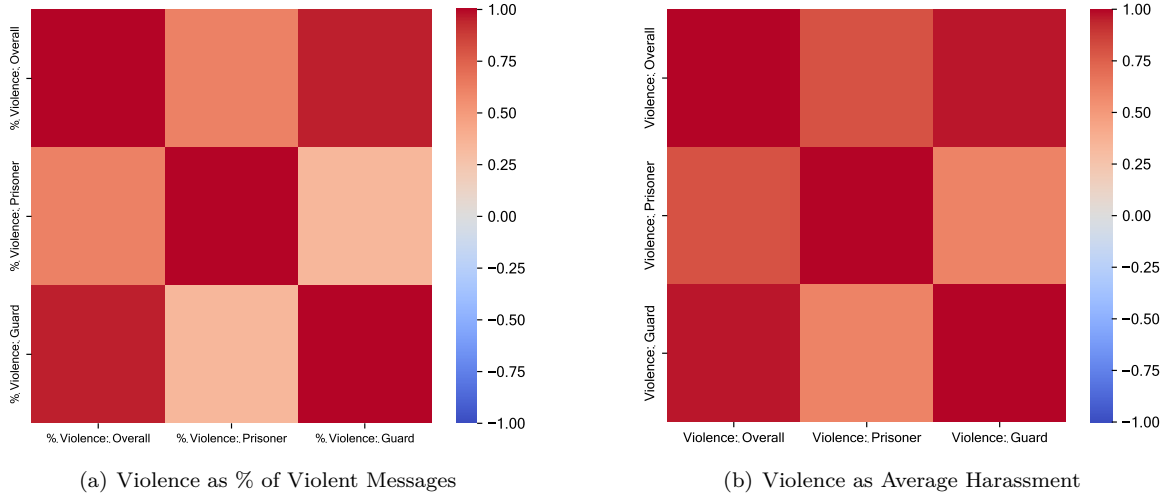 % Violence: Overall
% Violence: Prisoner
% Violence: Guard
% Violence: Overall
% Violence: Prisoner
% Violence: Guard
1.00
0.75
0.50
0.25
0.00
−0.25
−0.50
−0.75
−1.00
(a) Violence as % of Violent Messages
Violence: Overall
Violence: Prisoner
Violence: Guard
Violence: Overall
Violence: Prisoner
Violence: Guard
1.00
0.75
0.50
0.25
0.00
−0.25
−0.50
−0.75
−1.00
(b) Violence as Average Harassment